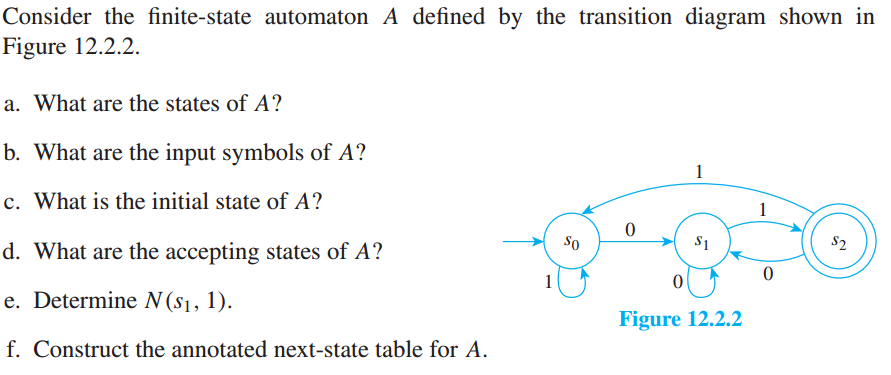 Consider the finite-state automaton A defined by the transition diagram shown in
Figure 12.2.2.
a. What are the states of A?
b. What are the input symbols of A?
c. What is the initial state of A?
d. What are the accepting states of A?
e. Determine N(s₁, 1).
f. Construct the annotated next-state table for A.
1
1
0
s₀
s₁
s₂
1
0
0
Figure 12.2.2